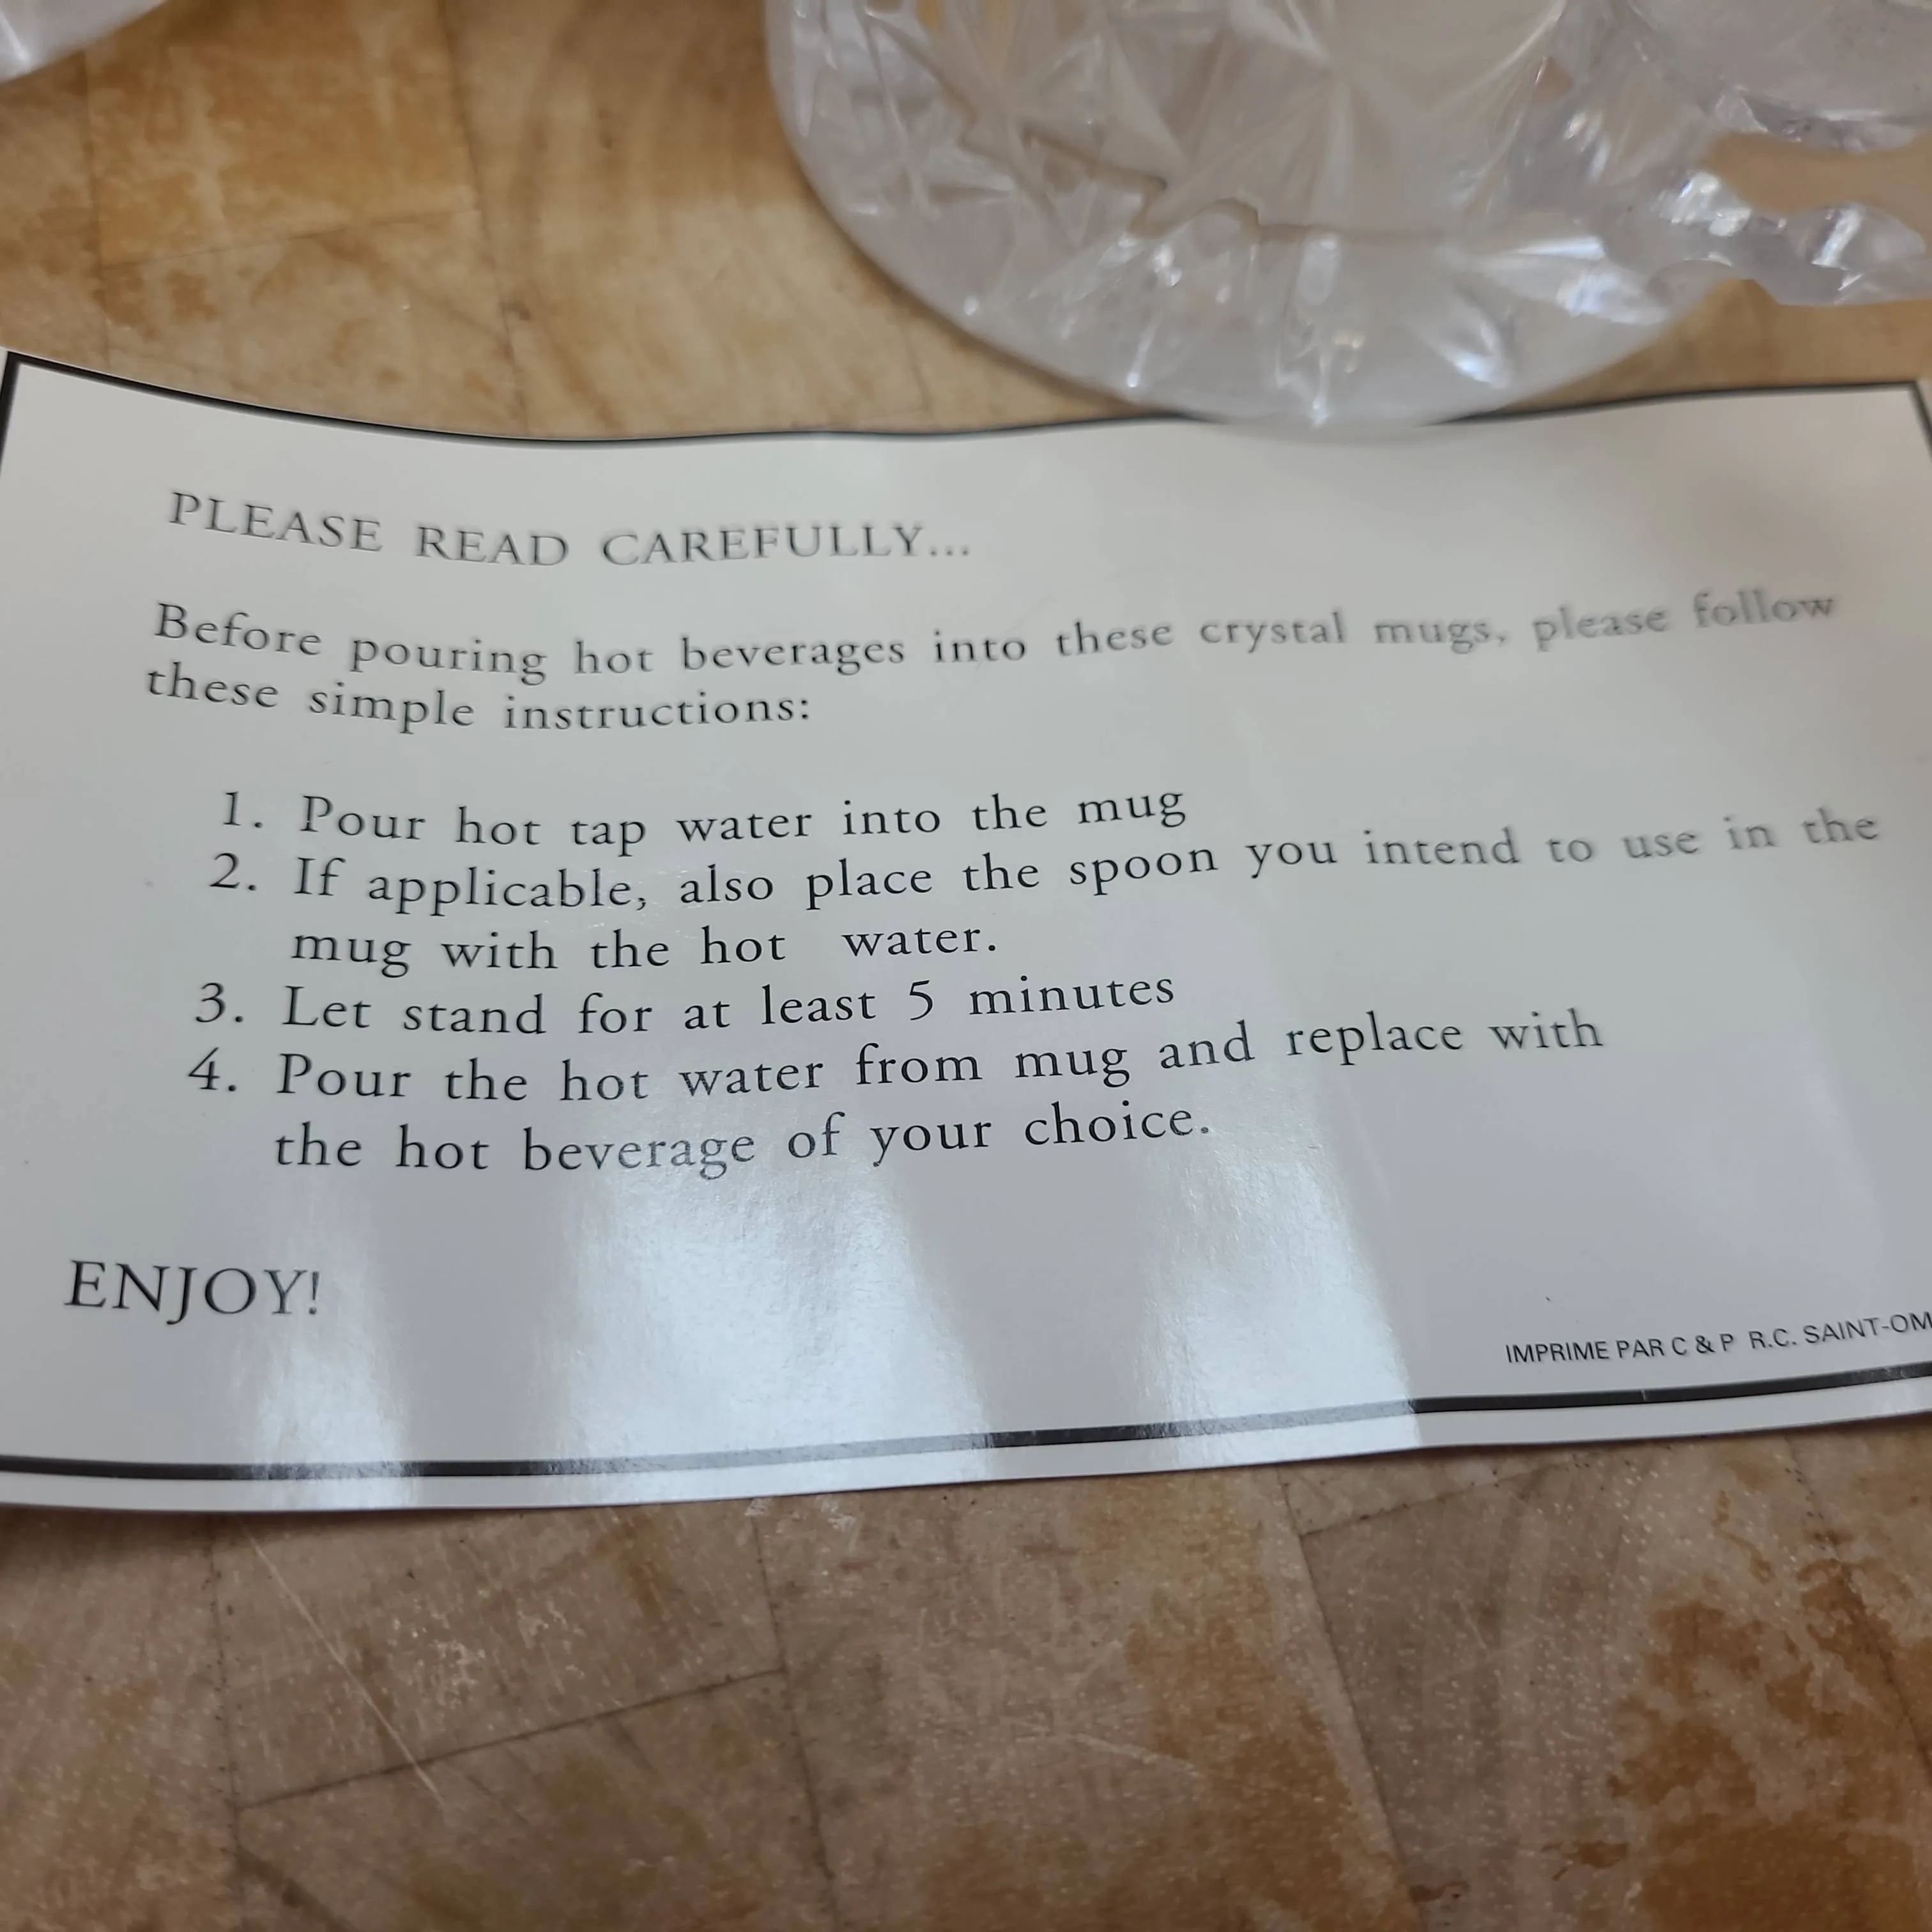 PLEASE READ CAREFULLY...
Before pouring hot beverages into these crystal mugs, please follow
these simple instructions:
1. Pour hot tap water into the mug
2. If applicable, also place the spoon you intend to use in the
mug with the hot water.
3. Let stand for at least 5 minutes
4. Pour the hot water from mug and replace with
the hot beverage of your choice.
ENJOY!
IMPRIME PAR C & P R.C. SAINT-OM